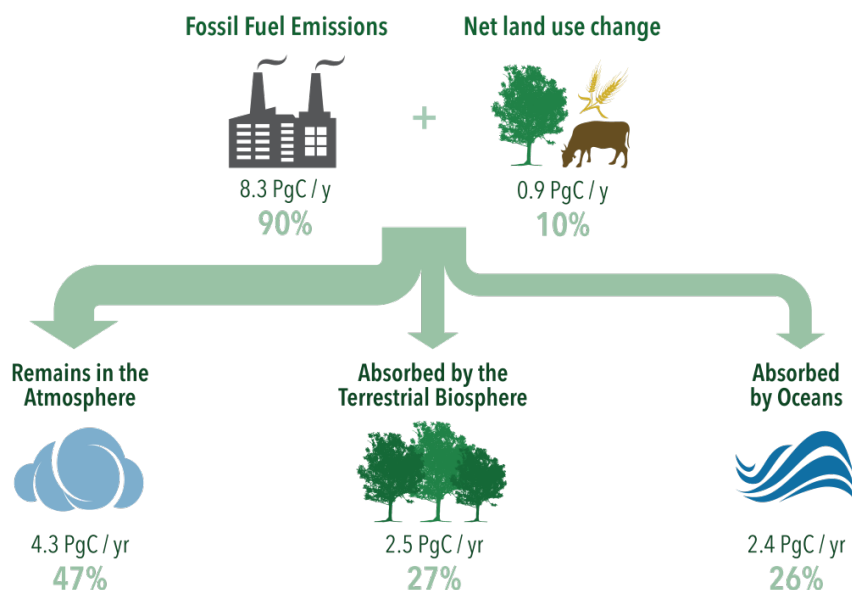 Fossil Fuel Emissions
Net land use change
+
8.3 PgC / y
90%
0.9 PgC / y
10%
Remains in the
Atmosphere
Absorbed by the
Terrestrial Biosphere
Absorbed
by Oceans
4.3 PgC / yr
47%
2.5 PgC / yr
27%
2.4 PgC / yr
26%